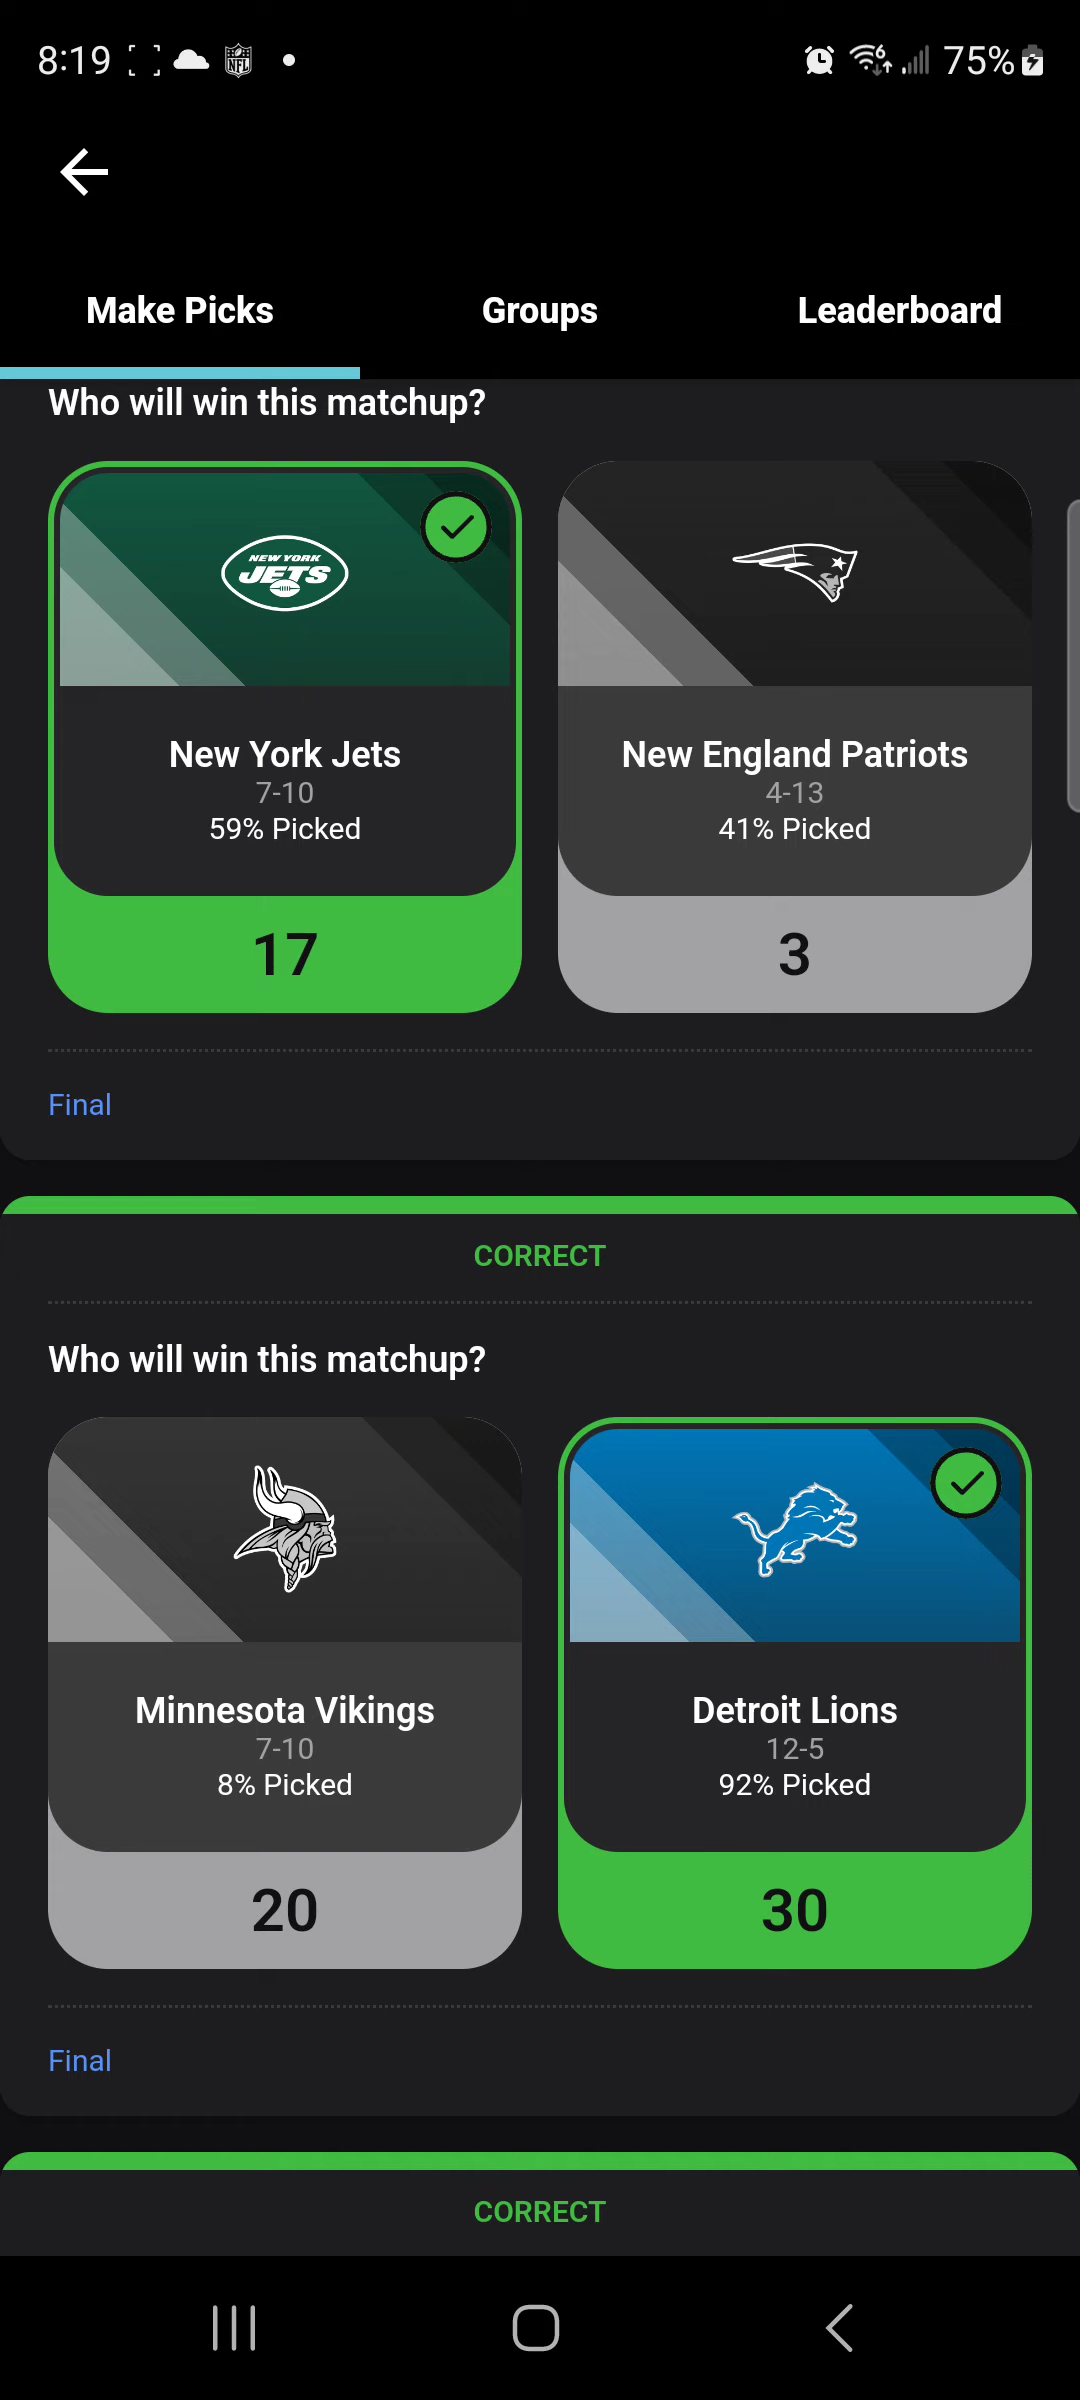 8:19
NFL
6
75%
Make Picks
Groups
Leaderboard
Who will win this matchup?
NEW YORK
JETS
New York Jets
7-10
59% Picked
17
New England Patriots
4-13
41% Picked
3
Final
CORRECT
Who will win this matchup?
Minnesota Vikings
7-10
8% Picked
20
Detroit Lions
12-5
92% Picked
30
Final
CORRECT